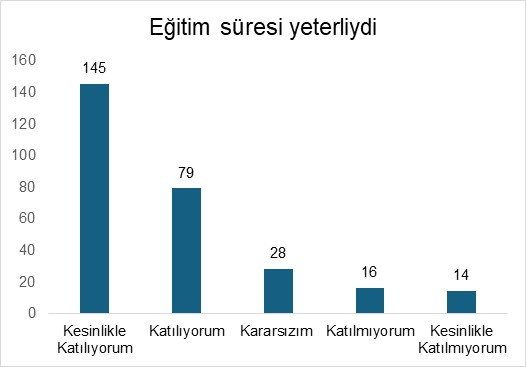 Eğitim süresi yeterliydi
160
140
120
100
80
60
40
20
0
145
79
28
16
14
Kesinlikle
Katılıyorum
Katılıyorum
Kararsızım
Katılmıyorum
Kesinlikle
Katılmıyorum